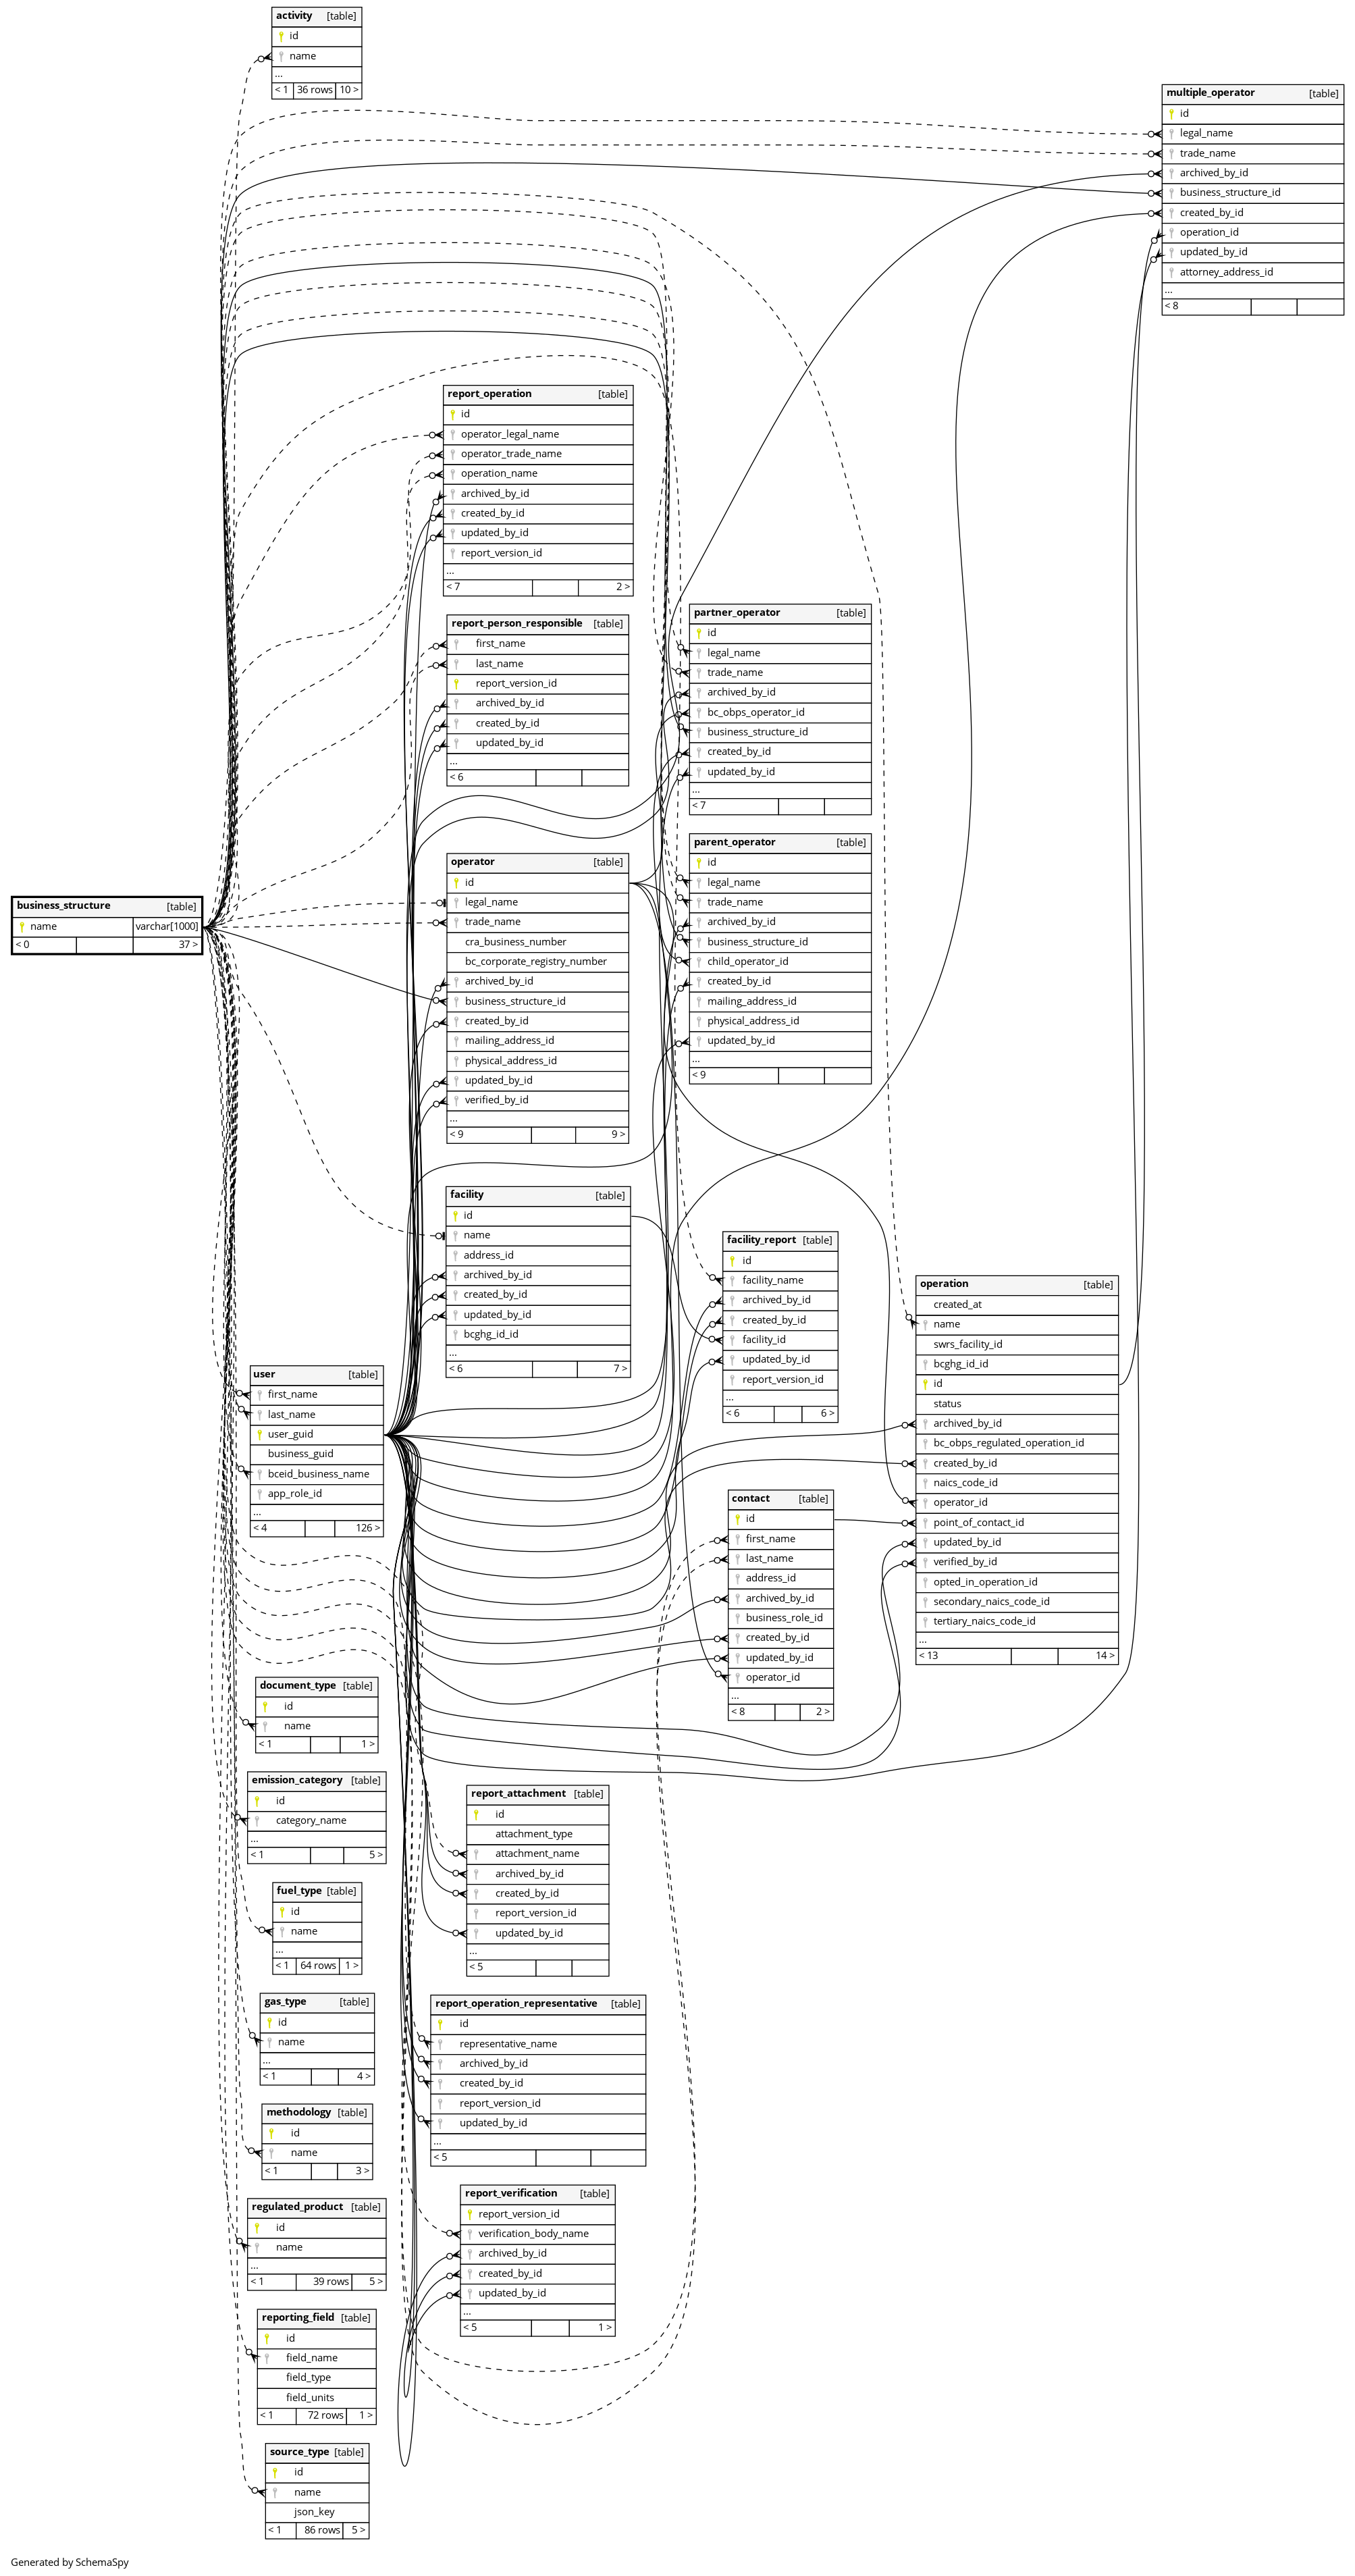 activity [table]
id
name
...
< 1 36 rows 10 >
multiple_operator [table]
id
legal_name
trade_name
archived_by_id
business_structure_id
created_by_id
operation_id
updated_by_id
attorney_address_id
...
< 8
report_operation [table]
id
operator_legal_name
operator_trade_name
operation_name
archived_by_id
created_by_id
updated_by_id
report_version_id
...
< 7 2 >
report_person_responsible [table]
first_name
last_name
report_version_id
archived_by_id
created_by_id
updated_by_id
...
< 6
partner_operator [table]
id
legal_name
trade_name
archived_by_id
bc_obps_operator_id
business_structure_id
created_by_id
updated_by_id
...
< 7
parent_operator [table]
id
legal_name
trade_name
archived_by_id
business_structure_id
child_operator_id
created_by_id
mailing_address_id
physical_address_id
updated_by_id
...
< 9
business_structure [table]
name varchar[1000]
< 0 37 >
operator [table]
id
legal_name
trade_name
cra_business_number
bc_corporate_registry_number
archived_by_id
business_structure_id
created_by_id
mailing_address_id
physical_address_id
updated_by_id
verified_by_id
...
< 9 9 >
facility [table]
id
name
address_id
archived_by_id
created_by_id
updated_by_id
bcghg_id_id
...
< 6 7 >
facility_report [table]
id
facility_name
archived_by_id
created_by_id
facility_id
updated_by_id
report_version_id
...
< 6 6 >
operation [table]
created_at
name
swrs_facility_id
bcghg_id_id
id
status
archived_by_id
bc_obps_regulated_operation_id
created_by_id
naics_code_id
operator_id
point_of_contact_id
updated_by_id
verified_by_id
opted_in_operation_id
secondary_naics_code_id
tertiary_naics_code_id
...
< 13 14 >
user [table]
first_name
last_name
user_guid
business_guid
bceid_business_name
app_role_id
...
< 4 126 >
contact [table]
id
first_name
last_name
address_id
archived_by_id
business_role_id
created_by_id
updated_by_id
operator_id
...
< 8 2 >
document_type [table]
id
name
< 1 1 >
emission_category [table]
id
category_name
...
< 1 5 >
report_attachment [table]
id
attachment_type
attachment_name
archived_by_id
created_by_id
report_version_id
updated_by_id
...
< 5
fuel_type [table]
id
name
...
< 1 64 rows 1 >
gas_type [table]
id
name
...
< 1 4 >
report_operation_representative [table]
id
representative_name
archived_by_id
created_by_id
report_version_id
updated_by_id
...
< 5
methodology [table]
id
name
< 1 3 >
report_verification [table]
report_version_id
verification_body_name
archived_by_id
created_by_id
updated_by_id
...
< 5 1 >
regulated_product [table]
id
name
...
< 1 39 rows 5 >
reporting_field [table]
id
field_name
field_type
field_units
< 1 72 rows 1 >
source_type [table]
id
name
json_key
< 1 86 rows 5 >
Generated by SchemaSpy